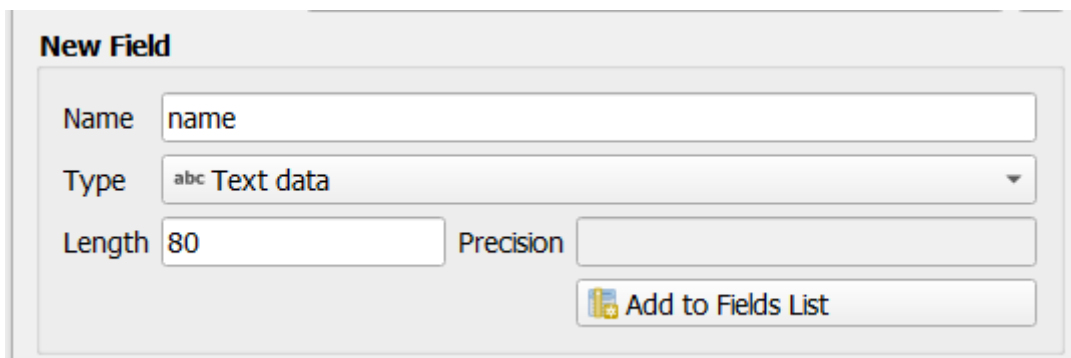 New Field
Name name
Type abc Text data
Length 80 Precision
Add to Fields List